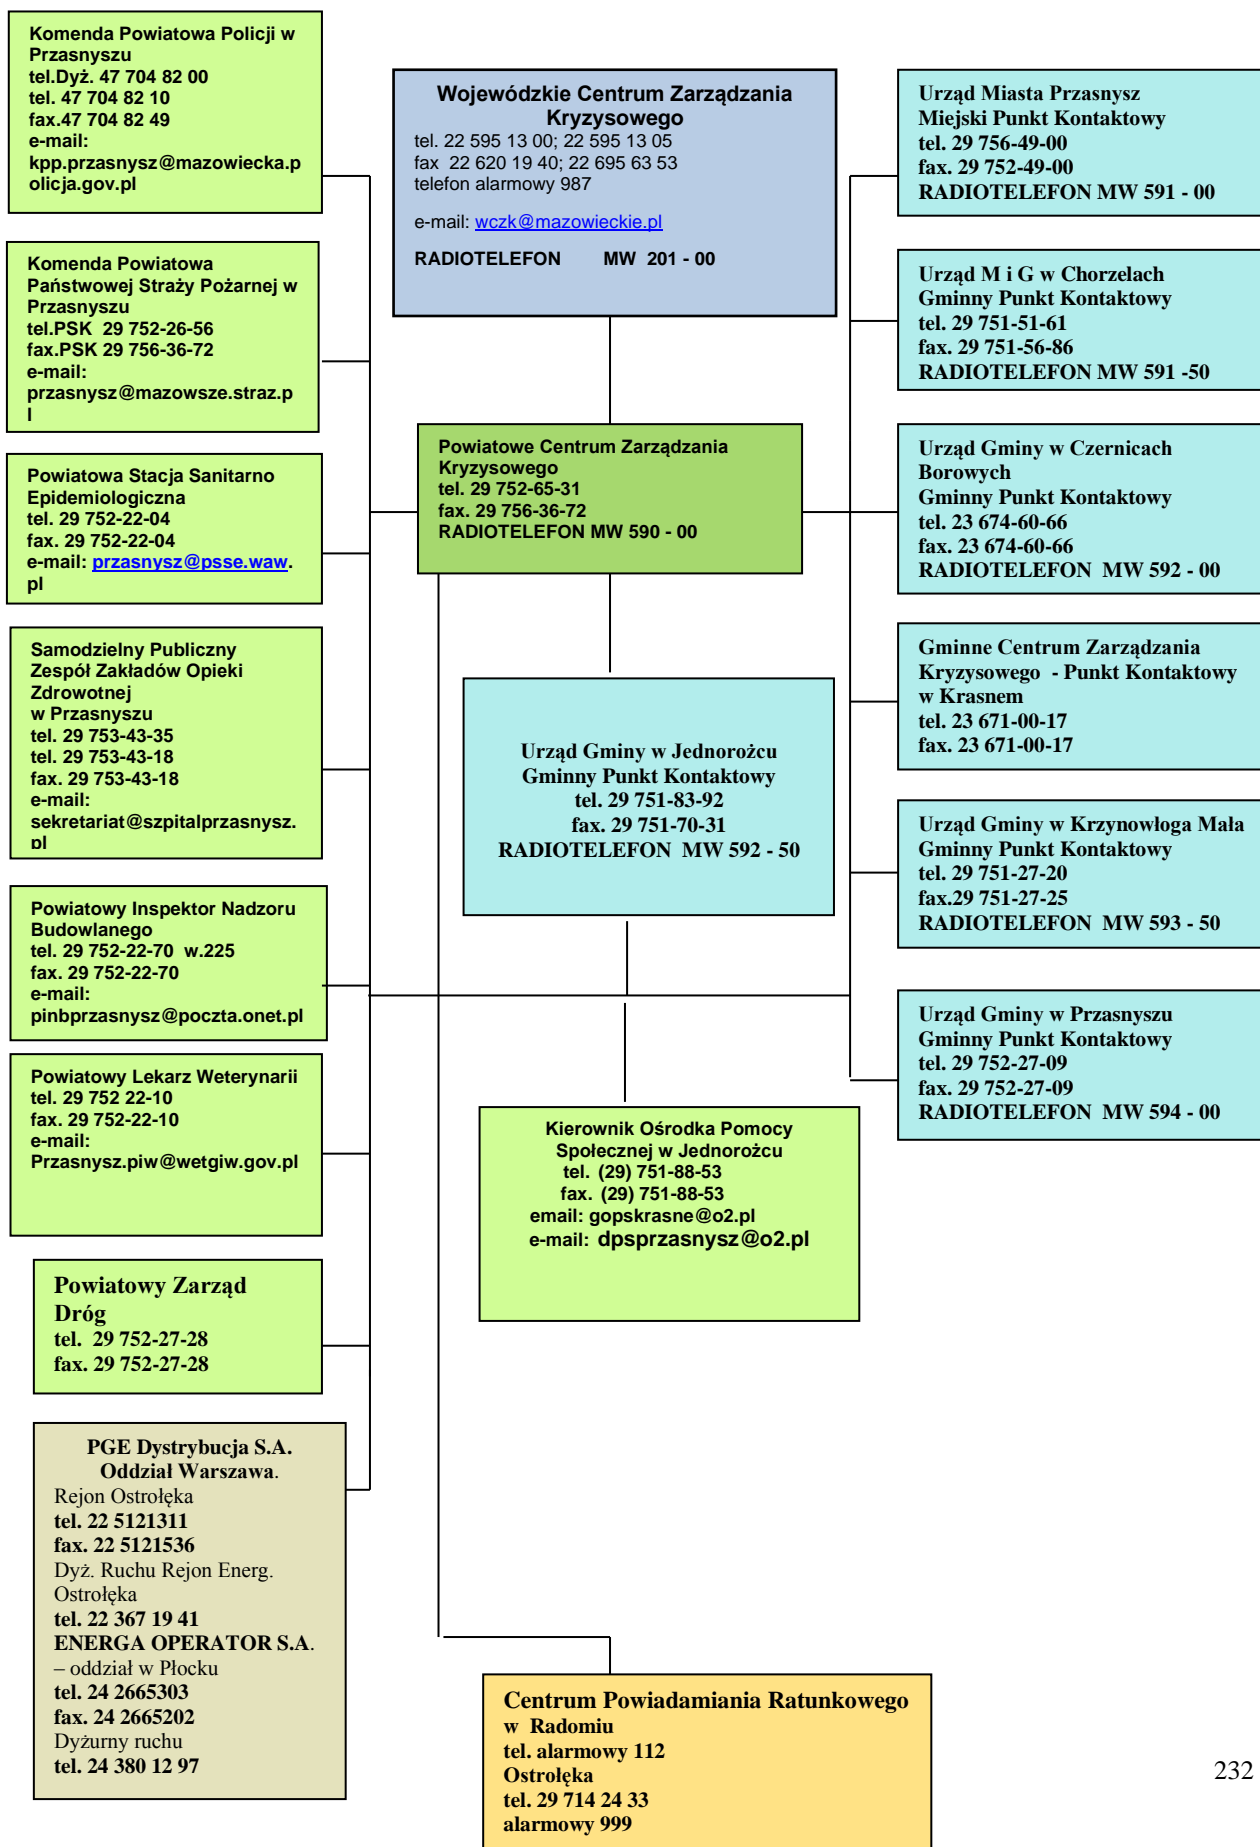 Komenda Powiatowa Policji w
Przasnyszu
tel.Dyż. 47 704 82 00
tel. 47 704 82 10
fax.47 704 82 49
e-mail:
kpp.przasnysz@mazowiecka.p
olicja.gov.pl
Komenda Powiatowa
Państwowej Straży Pożarnej w
Przasnyszu
tel.PSK 29 752-26-56
fax.PSK 29 756-36-72
e-mail:
przasnysz@mazowsze.straz.p
l
Powiatowa Stacja Sanitarno
Epidemiologiczna
tel. 29 752-22-04
fax. 29 752-22-04
e-mail: przasnysz@psse.waw.
pl
Samodzielny Publiczny
Zespół Zakładów Opieki
Zdrowotnej
w Przasnyszu
tel. 29 753-43-35
tel. 29 753-43-18
fax. 29 753-43-18
e-mail:
sekretariat@szpitalprzasnysz.
pl
Powiatowy Inspektor Nadzoru
Budowlanego
tel. 29 752-22-70 w.225
fax. 29 752-22-70
e-mail:
pinbprzasnysz@poczta.onet.pl
Powiatowy Lekarz Weterynarii
tel. 29 752 22-10
fax. 29 752-22-10
e-mail:
Przasnysz.piw@wetgiw.gov.pl
Powiatowy Zarząd
Dróg
tel. 29 752-27-28
fax. 29 752-27-28
PGE Dystrybucja S.A.
Oddział Warszawa.
Rejon Ostrołęka
tel. 22 5121311
fax. 22 5121536
Dyż. Ruchu Rejon Energ.
Ostrołęka
tel. 22 367 19 41
ENERGA OPERATOR S.A.
– oddział w Płocku
tel. 24 2665303
fax. 24 2665202
Dyżurny ruchu
tel. 24 380 12 97
Wojewódzkie Centrum Zarządzania
Kryzysowego
tel. 22 595 13 00; 22 595 13 05
fax 22 620 19 40; 22 695 63 53
telefon alarmowy 987
e-mail: wczk@mazowieckie.pl
RADIOTELEFON MW 201 - 00
Powiatowe Centrum Zarządzania
Kryzysowego
tel. 29 752-65-31
fax. 29 756-36-72
RADIOTELEFON MW 590 - 00
Urząd Gminy w Jednorożcu
Gminny Punkt Kontaktowy
tel. 29 751-83-92
fax. 29 751-70-31
RADIOTELEFON MW 592 - 50
Kierownik Ośrodka Pomocy
Społecznej w Jednorożcu
tel. (29) 751-88-53
fax. (29) 751-88-53
email: gopskrasne@o2.pl
e-mail: dpsprzasnysz@o2.pl
Centrum Powiadamiania Ratunkowego
w Radomiu
tel. alarmowy 112
Ostrołęka
tel. 29 714 24 33
alarmowy 999
Urząd Miasta Przasnysz
Miejski Punkt Kontaktowy
tel. 29 756-49-00
fax. 29 752-49-00
RADIOTELEFON MW 591 - 00
Urząd M i G w Chorzelach
Gminny Punkt Kontaktowy
tel. 29 751-51-61
fax. 29 751-56-86
RADIOTELEFON MW 591 -50
Urząd Gminy w Czernicach
Borowych
Gminny Punkt Kontaktowy
tel. 23 674-60-66
fax. 23 674-60-66
RADIOTELEFON MW 592 - 00
Gminne Centrum Zarządzania
Kryzysowego - Punkt Kontaktowy
w Krasnem
tel. 23 671-00-17
fax. 23 671-00-17
Urząd Gminy w Krzynowłoga Mała
Gminny Punkt Kontaktowy
tel. 29 751-27-20
fax.29 751-27-25
RADIOTELEFON MW 593 - 50
Urząd Gminy w Przasnyszu
Gminny Punkt Kontaktowy
tel. 29 752-27-09
fax. 29 752-27-09
RADIOTELEFON MW 594 - 00
232